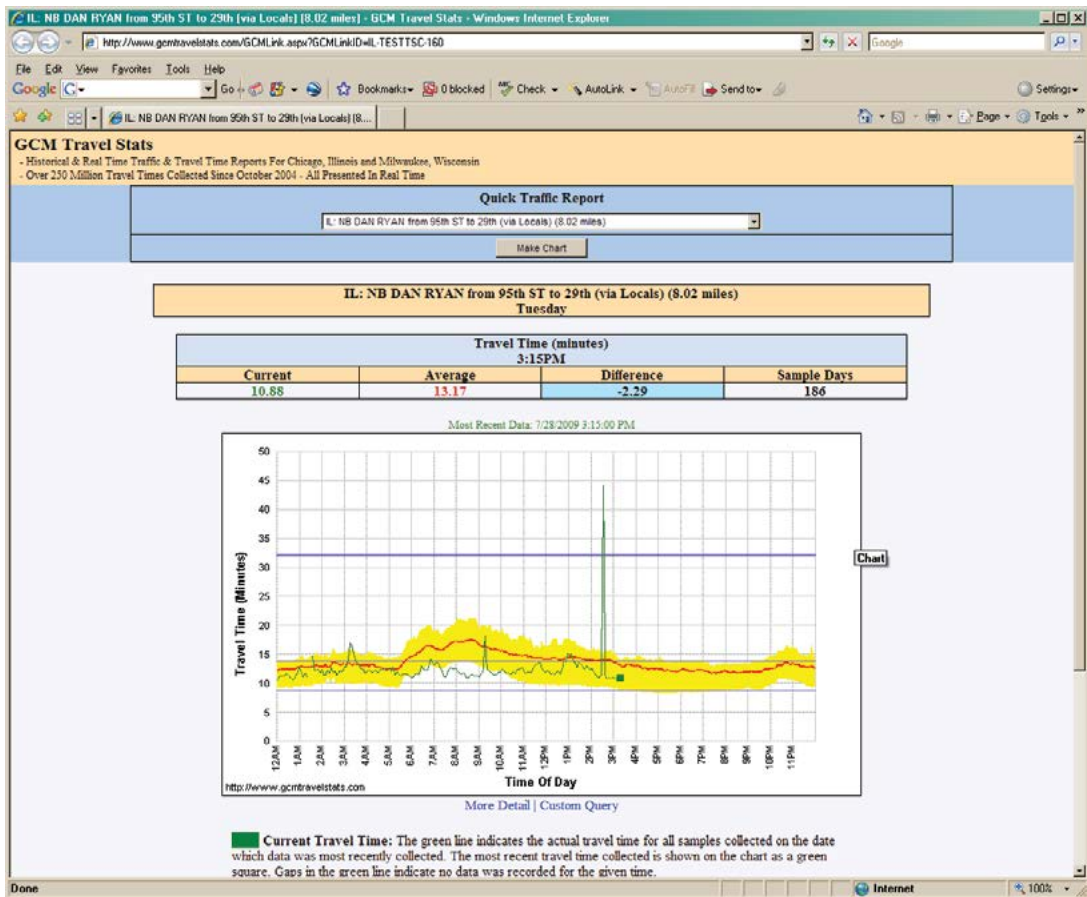 IL: NB DAN RYAN from 95th ST to 29th (via Locals) (8.02 miles) - GCM Travel Stats - Windows Internet Explorer
http://www.gcmtravelstats.com/GCMLink.aspx?GCMLinkID=IL-TESTTSC-160
Google
File Edit View Favorites Tools Help
Google G Go Bookmarks 0 blocked Check AutoLink AutoFill Send to Settings
IL: NB DAN RYAN from 95th ST to 29th (via Locals) (8.... Page Tools »
GCM Travel Stats
- Historical & Real Time Traffic & Travel Time Reports For Chicago, Illinois and Milwaukee, Wisconsin
- Over 250 Million Travel Times Collected Since October 2004 - All Presented In Real Time
Quick Traffic Report
IL: NB DAN RYAN from 95th ST to 29th (via Locals) (8.02 miles)
Make Chart
IL: NB DAN RYAN from 95th ST to 29th (via Locals) (8.02 miles)
Tuesday
Travel Time (minutes)
3:15PM
Current Average Difference Sample Days
10.88 13.17 -2.29 186
Most Recent Data: 7/28/2009 3:15:00 PM
50
45
40
35
30
25
20
15
10
5
0
Travel Time (Minutes)
Chart
12AM 1AM 2AM 3AM 4AM 5AM 6AM 7AM 8AM 9AM 10AM 11AM 12PM 1PM 2PM 3PM 4PM 5PM 6PM 7PM 8PM 9PM 10PM 11PM
Time Of Day
http://www.gcmtravelstats.com
More Detail | Custom Query
Current Travel Time: The green line indicates the actual travel time for all samples collected on the date
which data was most recently collected. The most recent travel time collected is shown on the chart as a green
square. Gaps in the green line indicate no data was recorded for the given time.
Done Internet 100%